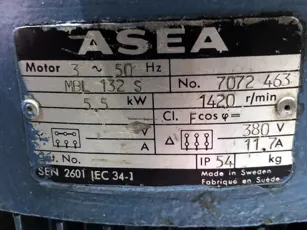 ASEA
Motor 3 ~ 50 Hz
MBL 132 S No. 7072 463
5.5 kW 1420 r/min
Cl. F cos φ=
V Δ 380 V
A 11.7 A
No. IP 54 kg
SEN 2601 IEC 34-1 Made in Sweden
Fabriqué en Suède